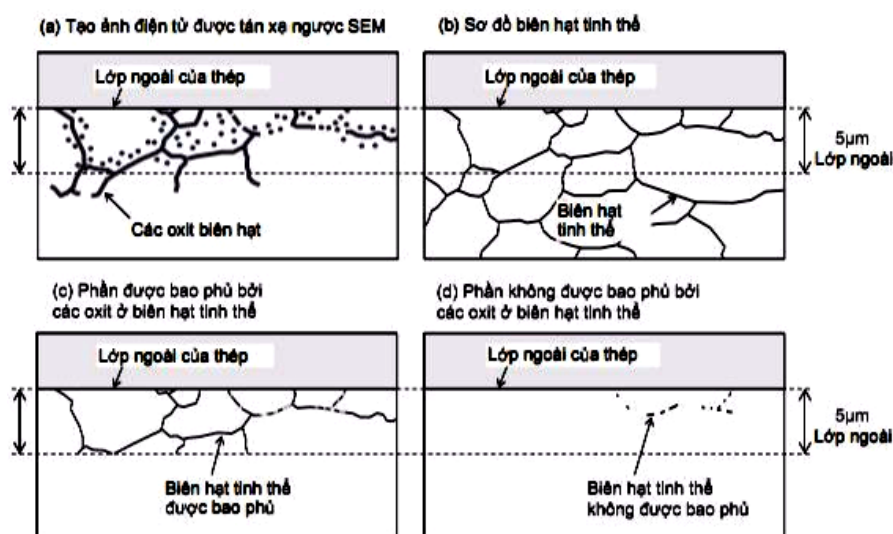 (a) Tạo ảnh điện tử được tán xạ ngược SEM
(b) Sơ đồ biên hạt tinh thể
Lớp ngoài của thép
Lớp ngoài của thép
5µm
Lớp ngoài
Các oxit biên hạt
Biên hạt
tinh thể
(c) Phần được bao phủ bởi
các oxit ở biên hạt tinh thể
(d) Phần không được bao phủ bởi
các oxit ở biên hạt tinh thể
Lớp ngoài của thép
Lớp ngoài của thép
5µm
Lớp ngoài
Biên hạt tinh thể
được bao phủ
Biên hạt tinh thể
không được bao phủ